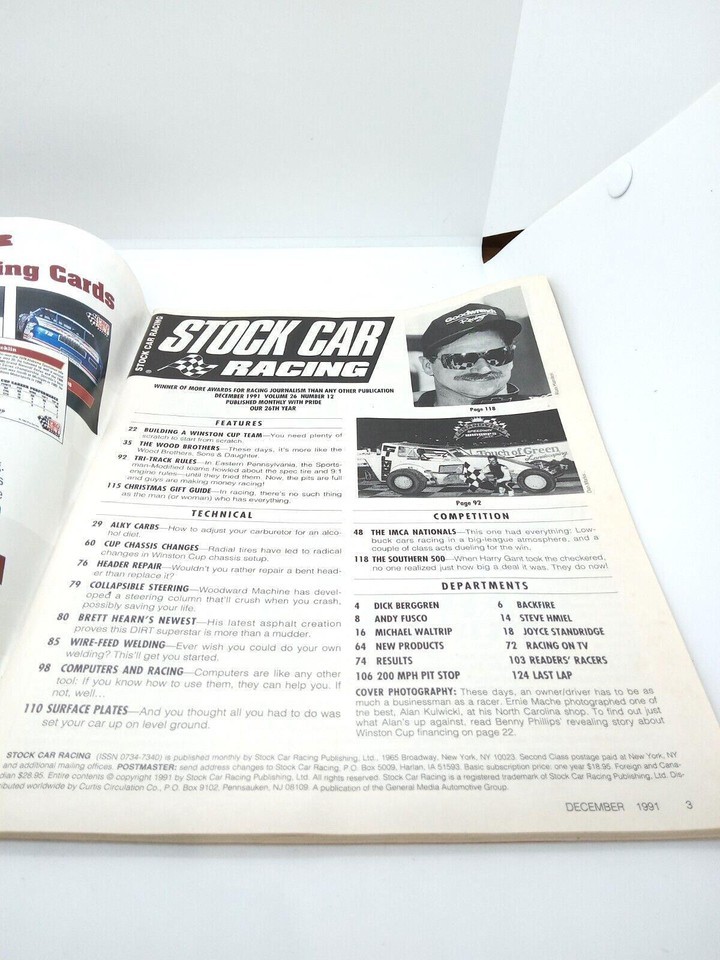 ing Cards
STOCK CAR RACING
STOCK CAR
RACING
WINNER OF MORE AWARDS FOR RACING JOURNALISM THAN ANY OTHER PUBLICATION
DECEMBER 1991 VOLUME 26 NUMBER 12
PUBLISHED MONTHLY WITH PRIDE
OUR 26TH YEAR
FEATURES
22 BUILDING A WINSTON CUP TEAM—You need plenty of
scratch to start from scratch.
35 THE WOOD BROTHERS—These days, it's more like the
Wood Brothers, Sons & Daughter.
92 TRI-TRACK RULES—In Eastern Pennsylvania, the Sports-
man-Modified teams howled about the spec tire and 9:1
engine rules—until they tried them. Now, the pits are full
and guys are making money racing!
115 CHRISTMAS GIFT GUIDE—In racing, there's no such thing
as the man (or woman) who has everything.
TECHNICAL
29 ALKY CARBS—How to adjust your carburetor for an alco-
hol diet.
60 CUP CHASSIS CHANGES—Radial tires have led to radical
changes in Winston Cup chassis setup.
76 HEADER REPAIR—Wouldn't you rather repair a bent head-
er than replace it?
79 COLLAPSIBLE STEERING—Woodward Machine has devel-
oped a steering column that'll crush when you crash,
possibly saving your life.
80 BRETT HEARN'S NEWEST—His latest asphalt creation
proves this DIRT superstar is more than a mudder.
85 WIRE-FEED WELDING—Ever wish you could do your own
welding? This'll get you started.
98 COMPUTERS AND RACING—Computers are like any other
tool: If you know how to use them, they can help you. If
not, well...
110 SURFACE PLATES—And you thought all you had to do was
set your car up on level ground.
Goodwrench
Racing
Page 118
Touch of Green
Page 92
COMPETITION
48 THE IMCA NATIONALS—This one had everything: Low-
buck cars racing in a big-league atmosphere, and a
couple of class acts dueling for the win.
118 THE SOUTHERN 500—When Harry Gant took the checkered,
no one realized just how big a deal it was. They do now!
DEPARTMENTS
4 DICK BERGGREN 6 BACKFIRE
8 ANDY FUSCO 14 STEVE HMIEL
16 MICHAEL WALTRIP 18 JOYCE STANDRIDGE
64 NEW PRODUCTS 72 RACING ON TV
74 RESULTS 103 READERS' RACERS
106 200 MPH PIT STOP 124 LAST LAP
COVER PHOTOGRAPHY: These days, an owner/driver has to be as
much a businessman as a racer. Ernie Mache photographed one of
the best, Alan Kulwicki, at his North Carolina shop. To find out just
what Alan's up against, read Benny Phillips' revealing story about
Winston Cup financing on page 22.
STOCK CAR RACING (ISSN 0734-7340) is published monthly by Stock Car Racing Publishing, Ltd., 1965 Broadway, New York, NY 10023. Second Class postage paid at New York, NY
and additional mailing offices. POSTMASTER: send address changes to Stock Car Racing, P.O. Box 5009, Harlan, IA 51593. Basic subscription price: one year $18.95. Foreign and Cana-
dian $28.95. Entire contents © copyright 1991 by Stock Car Racing Publishing, Ltd. All rights reserved. Stock Car Racing is a registered trademark of Stock Car Racing Publishing, Ltd. Dis-
tributed worldwide by Curtis Circulation Co., P.O. Box 9102, Pennsauken, NJ 08109. A publication of the General Media Automotive Group.
DECEMBER 1991 3